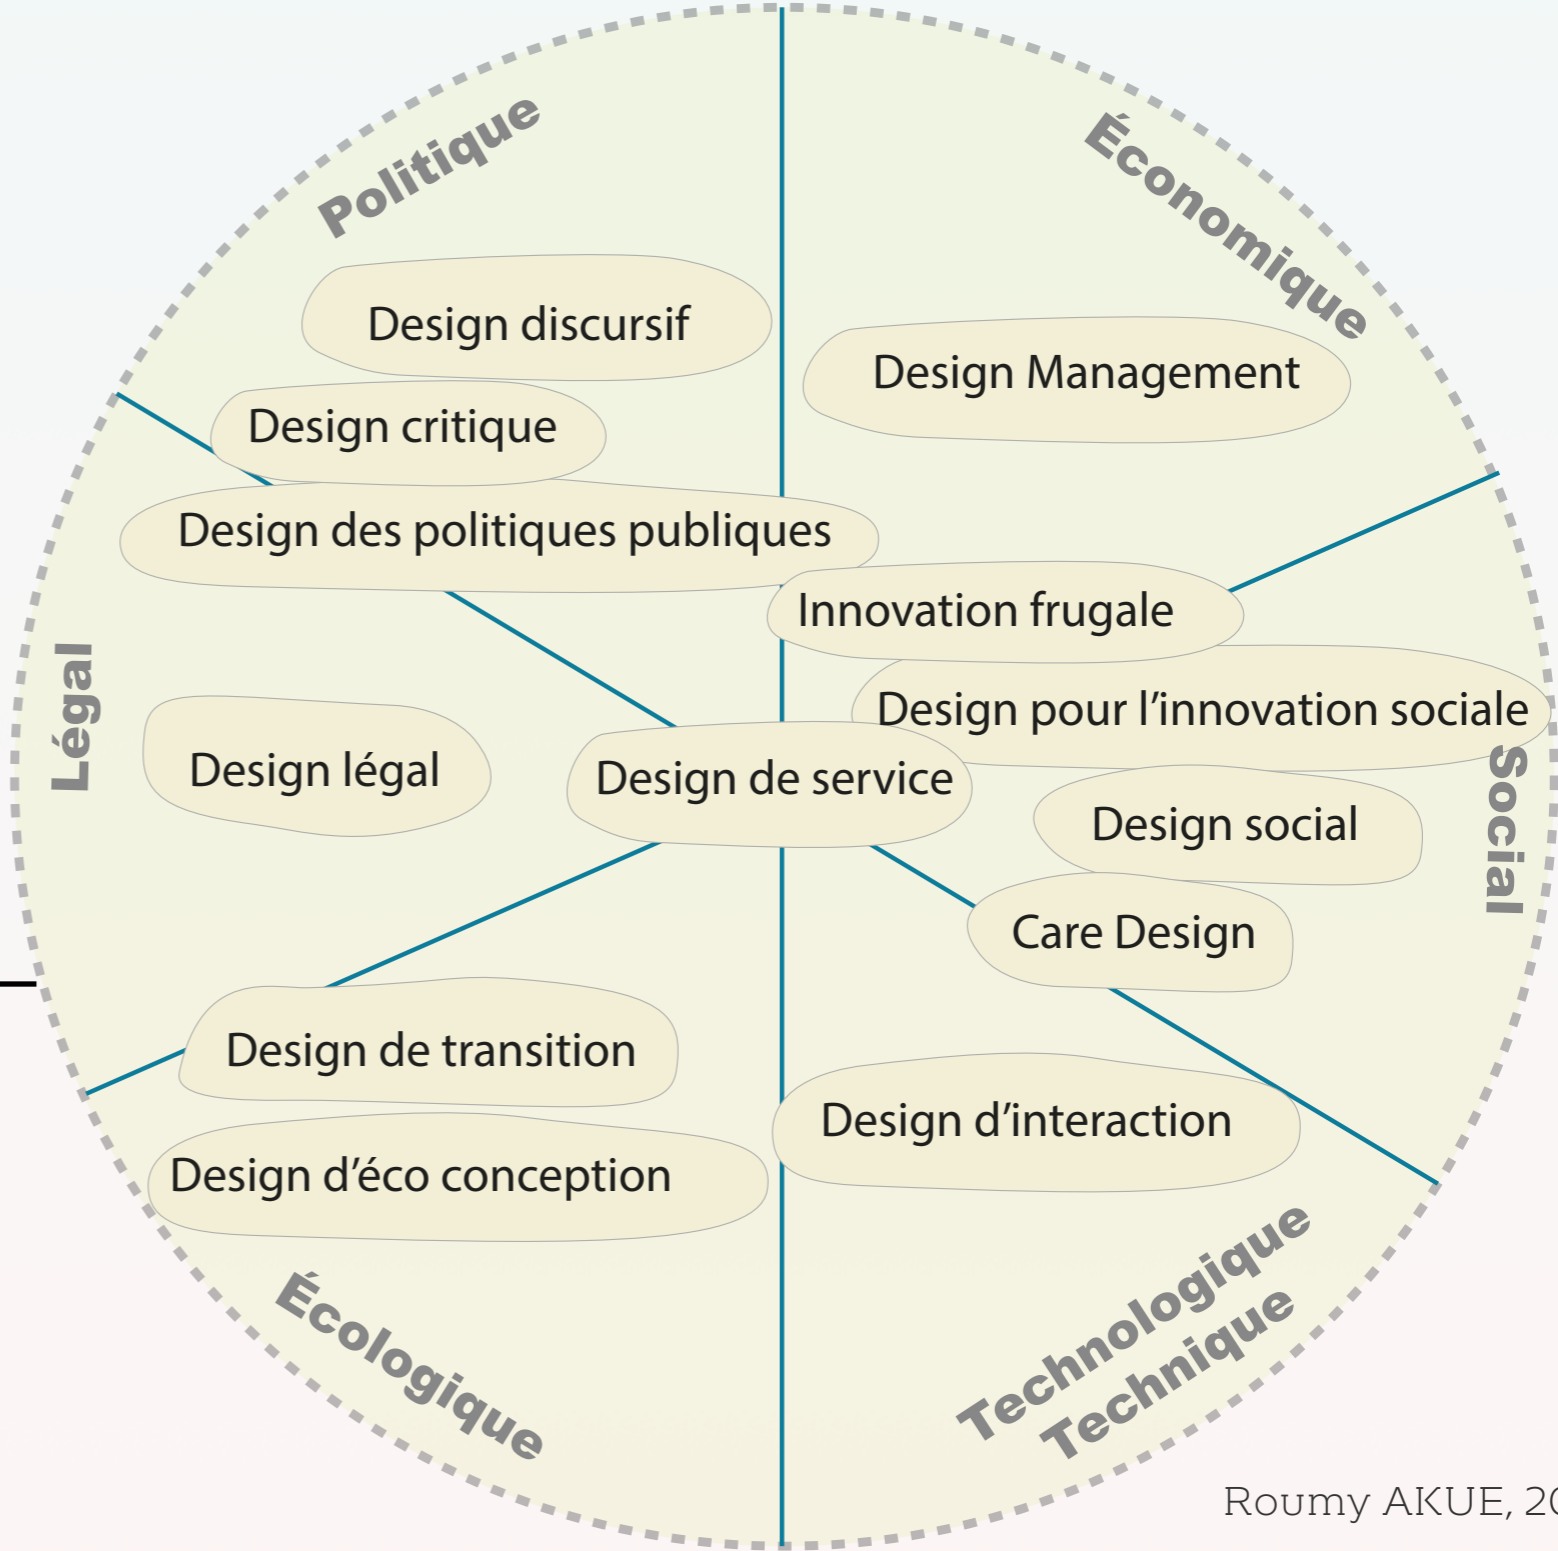 Politique
Économique
Design discursif
Design Management
Design critique
Design des politiques publiques
Innovation frugale
Légal
Design pour l'innovation sociale
Design légal
Design de service
Social
Design social
Care Design
Design de transition
Design d'interaction
Design d'éco conception
Écologique
Technologique
Technique
Roumy AKUE,